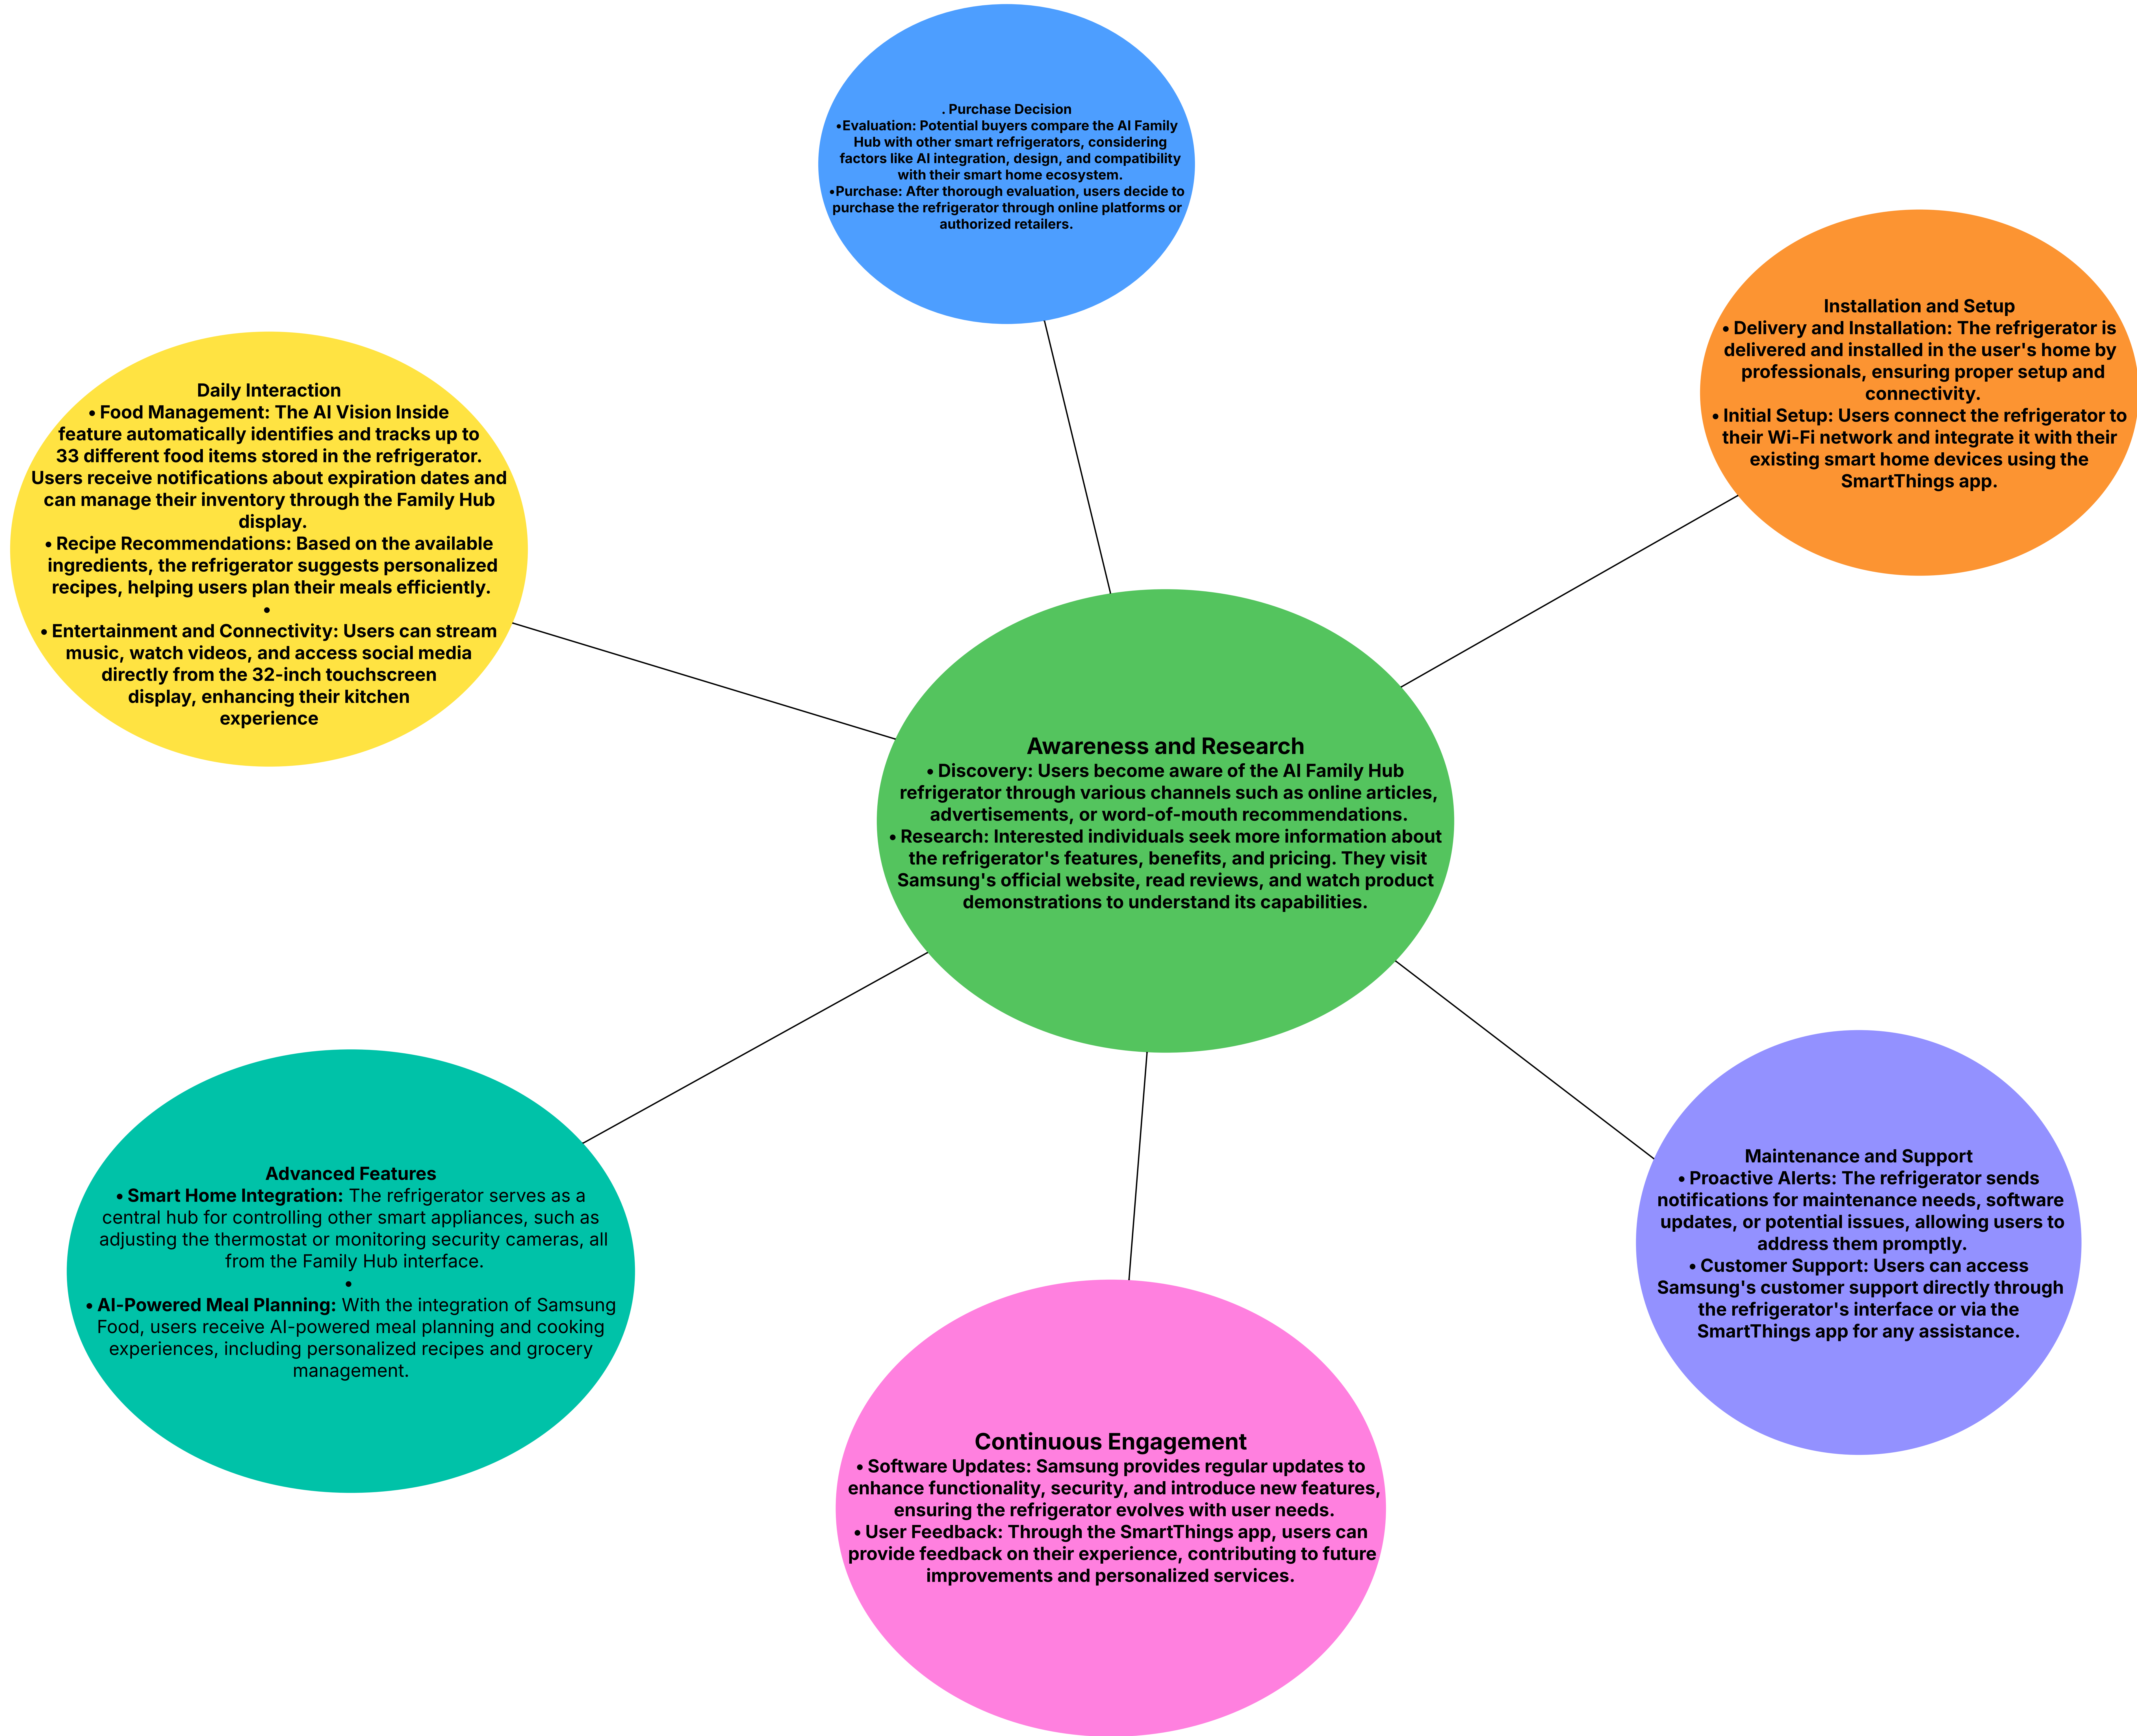 . Purchase Decision
•Evaluation: Potential buyers compare the AI Family
Hub with other smart refrigerators, considering
factors like AI integration, design, and compatibility
with their smart home ecosystem.
•Purchase: After thorough evaluation, users decide to
purchase the refrigerator through online platforms or
authorized retailers.
Installation and Setup
• Delivery and Installation: The refrigerator is
delivered and installed in the user's home by
professionals, ensuring proper setup and
connectivity.
• Initial Setup: Users connect the refrigerator to
their Wi-Fi network and integrate it with their
existing smart home devices using the
SmartThings app.
Daily Interaction
• Food Management: The AI Vision Inside
feature automatically identifies and tracks up to
33 different food items stored in the refrigerator.
Users receive notifications about expiration dates and
can manage their inventory through the Family Hub
display.
• Recipe Recommendations: Based on the available
ingredients, the refrigerator suggests personalized
recipes, helping users plan their meals efficiently.
•
• Entertainment and Connectivity: Users can stream
music, watch videos, and access social media
directly from the 32-inch touchscreen
display, enhancing their kitchen
experience
Awareness and Research
• Discovery: Users become aware of the AI Family Hub
refrigerator through various channels such as online articles,
advertisements, or word-of-mouth recommendations.
• Research: Interested individuals seek more information about
the refrigerator's features, benefits, and pricing. They visit
Samsung's official website, read reviews, and watch product
demonstrations to understand its capabilities.
Advanced Features
• Smart Home Integration: The refrigerator serves as a
central hub for controlling other smart appliances, such as
adjusting the thermostat or monitoring security cameras, all
from the Family Hub interface.
•
• AI-Powered Meal Planning: With the integration of Samsung
Food, users receive AI-powered meal planning and cooking
experiences, including personalized recipes and grocery
management.
Maintenance and Support
• Proactive Alerts: The refrigerator sends
notifications for maintenance needs, software
updates, or potential issues, allowing users to
address them promptly.
• Customer Support: Users can access
Samsung's customer support directly through
the refrigerator's interface or via the
SmartThings app for any assistance.
Continuous Engagement
• Software Updates: Samsung provides regular updates to
enhance functionality, security, and introduce new features,
ensuring the refrigerator evolves with user needs.
• User Feedback: Through the SmartThings app, users can
provide feedback on their experience, contributing to future
improvements and personalized services.